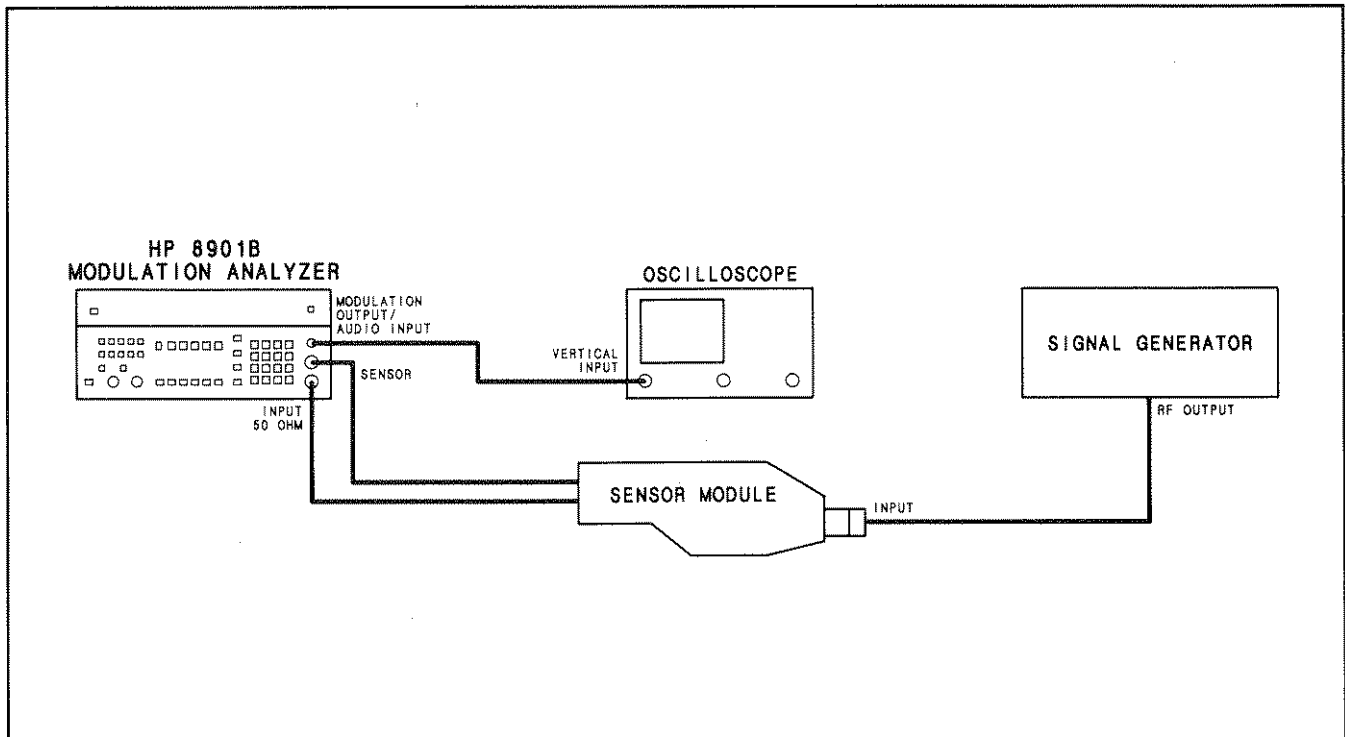 HP 8901B
MODULATION ANALYZER
MODULATION
OUTPUT/
AUDIO INPUT
SENSOR
INPUT
50 OHM
OSCILLOSCOPE
VERTICAL
INPUT
SIGNAL GENERATOR
RF OUTPUT
SENSOR MODULE
INPUT